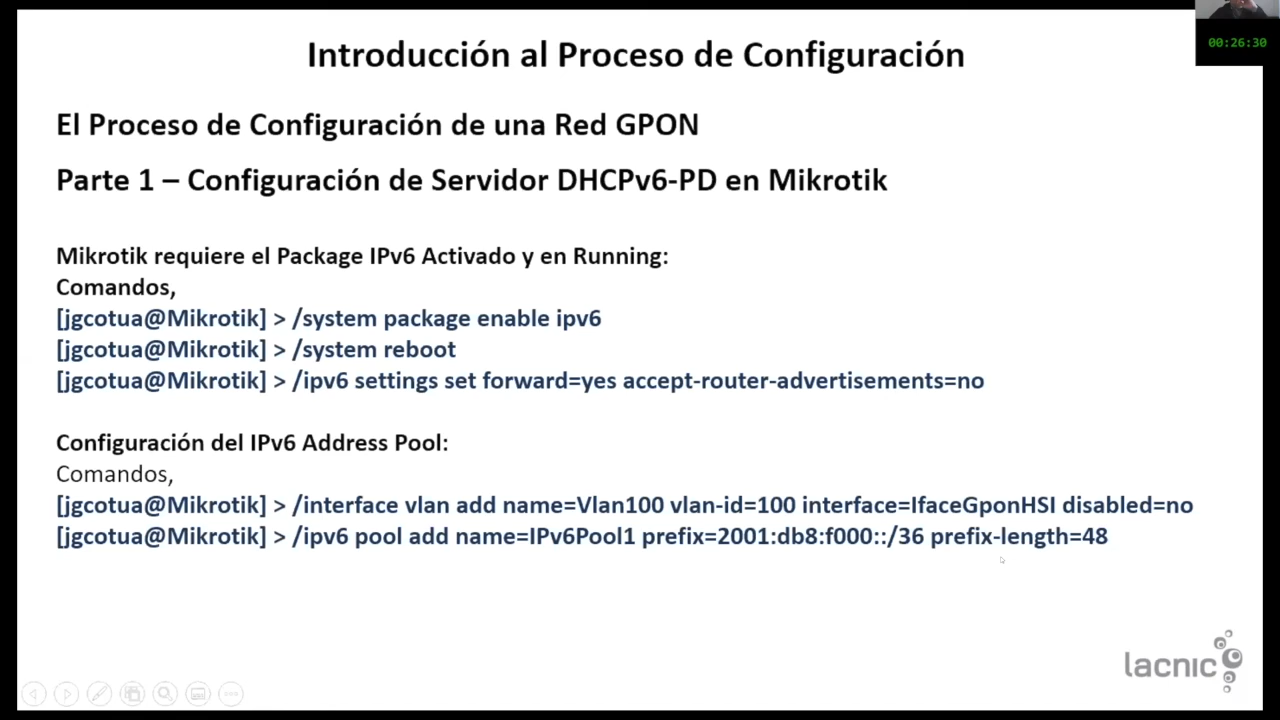 00:26:30
Introducción al Proceso de Configuración
El Proceso de Configuración de una Red GPON
Parte 1 – Configuración de Servidor DHCPv6-PD en Mikrotik
Mikrotik requiere el Package IPv6 Activado y en Running:
Comandos,
[jgcotua@Mikrotik] > /system package enable ipv6
[jgcotua@Mikrotik] > /system reboot
[jgcotua@Mikrotik] > /ipv6 settings set forward=yes accept-router-advertisements=no
Configuración del IPv6 Address Pool:
Comandos,
[jgcotua@Mikrotik] > /interface vlan add name=Vlan100 vlan-id=100 interface=IfaceGponHSI disabled=no
[jgcotua@Mikrotik] > /ipv6 pool add name=IPv6Pool1 prefix=2001:db8:f000::/36 prefix-length=48
lacnic